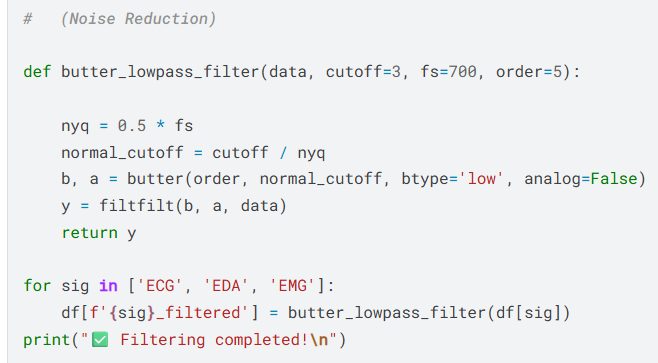 #   (Noise Reduction)
def butter_lowpass_filter(data, cutoff=3, fs=700, order=5):
    nyq = 0.5 * fs
    normal_cutoff = cutoff / nyq
    b, a = butter(order, normal_cutoff, btype='low', analog=False)
    y = filtfilt(b, a, data)
    return y
for sig in ['ECG', 'EDA', 'EMG']:
    df[f'{sig}_filtered'] = butter_lowpass_filter(df[sig])
print("✅ Filtering completed!\n")